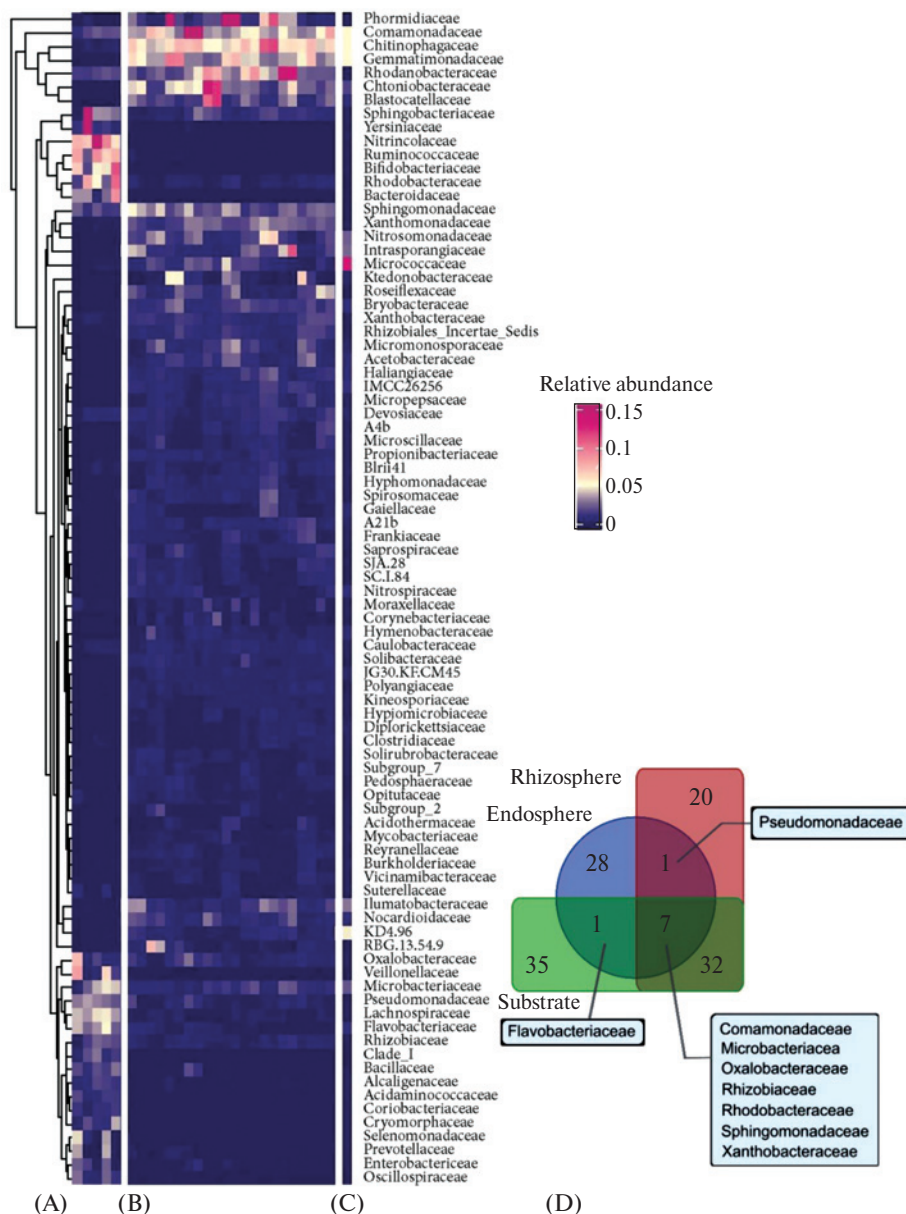 Phormidiaceae
Comamonadaceae
Chitinophagaceae
Gemmatimonadaceae
Rhodanobacteraceae
Chtoniobacteraceae
Blastocatellaceae
Sphingobacteriaceae
Yersiniaceae
Nitrincolaceae
Ruminococcaceae
Bifidobacteriaceae
Rhodobacteraceae
Bacteroidaceae
Sphingomonadaceae
Xanthomonadaceae
Nitrosomonadaceae
Intrasporangiaceae
Micrococcaceae
Ktedonobacteraceae
Roseiflexaceae
Bryobacteraceae
Xanthobacteraceae
Rhizobiales_Incertae_Sedis
Micromonosporaceae
Acetobacteraceae
Haliangiaceae
IMCC26256
Micropepsaceae
Devosiaceae
A4b
Microscillaceae
Propionibacteriaceae
Blrii41
Hyphomonadaceae
Spirosomaceae
Gaiellaceae
A21b
Frankiaceae
Saprospiraceae
SJA.28
SC.I.84
Nitrospiraceae
Moraxellaceae
Corynebacteriaceae
Hymenobacteraceae
Caulobacteraceae
Solibacteraceae
JG30.KF.CM45
Polyangiaceae
Kineosporiaceae
Hypjomicrobiaceae
Diplorickettsiaceae
Clostridiaceae
Solirubrobacteraceae
Subgroup_7
Pedosphaeraceae
Opitutaceae
Subgroup_2
Acidothermaceae
Mycobacteriaceae
Reyranellaceae
Burkholderiaceae
Vicinamibacteraceae
Suterellaceae
Ilumatobacteraceae
Nocardioidaceae
KD4.96
RBG.13.54.9
Oxalobacteraceae
Veillonellaceae
Microbacteriaceae
Pseudomonadaceae
Lachnospiraceae
Flavobacteriaceae
Rhizobiaceae
Clade_I
Bacillaceae
Alcaligenaceae
Acidaminococcaceae
Coriobacteriaceae
Cryomorphaceae
Selenomonadaceae
Prevotellaceae
Enterobactericeae
Oscillospiraceae
Relative abundance
0.15
0.1
0.05
0
Rhizosphere
20
Endosphere
Pseudomonadaceae
28
1
1
7
35
32
Substrate
Flavobacteriaceae
Comamonadaceae
Microbacteriacea
Oxalobacteraceae
Rhizobiaceae
Rhodobacteraceae
Sphingomonadaceae
Xanthobacteraceae
(A) (B) (C) (D)